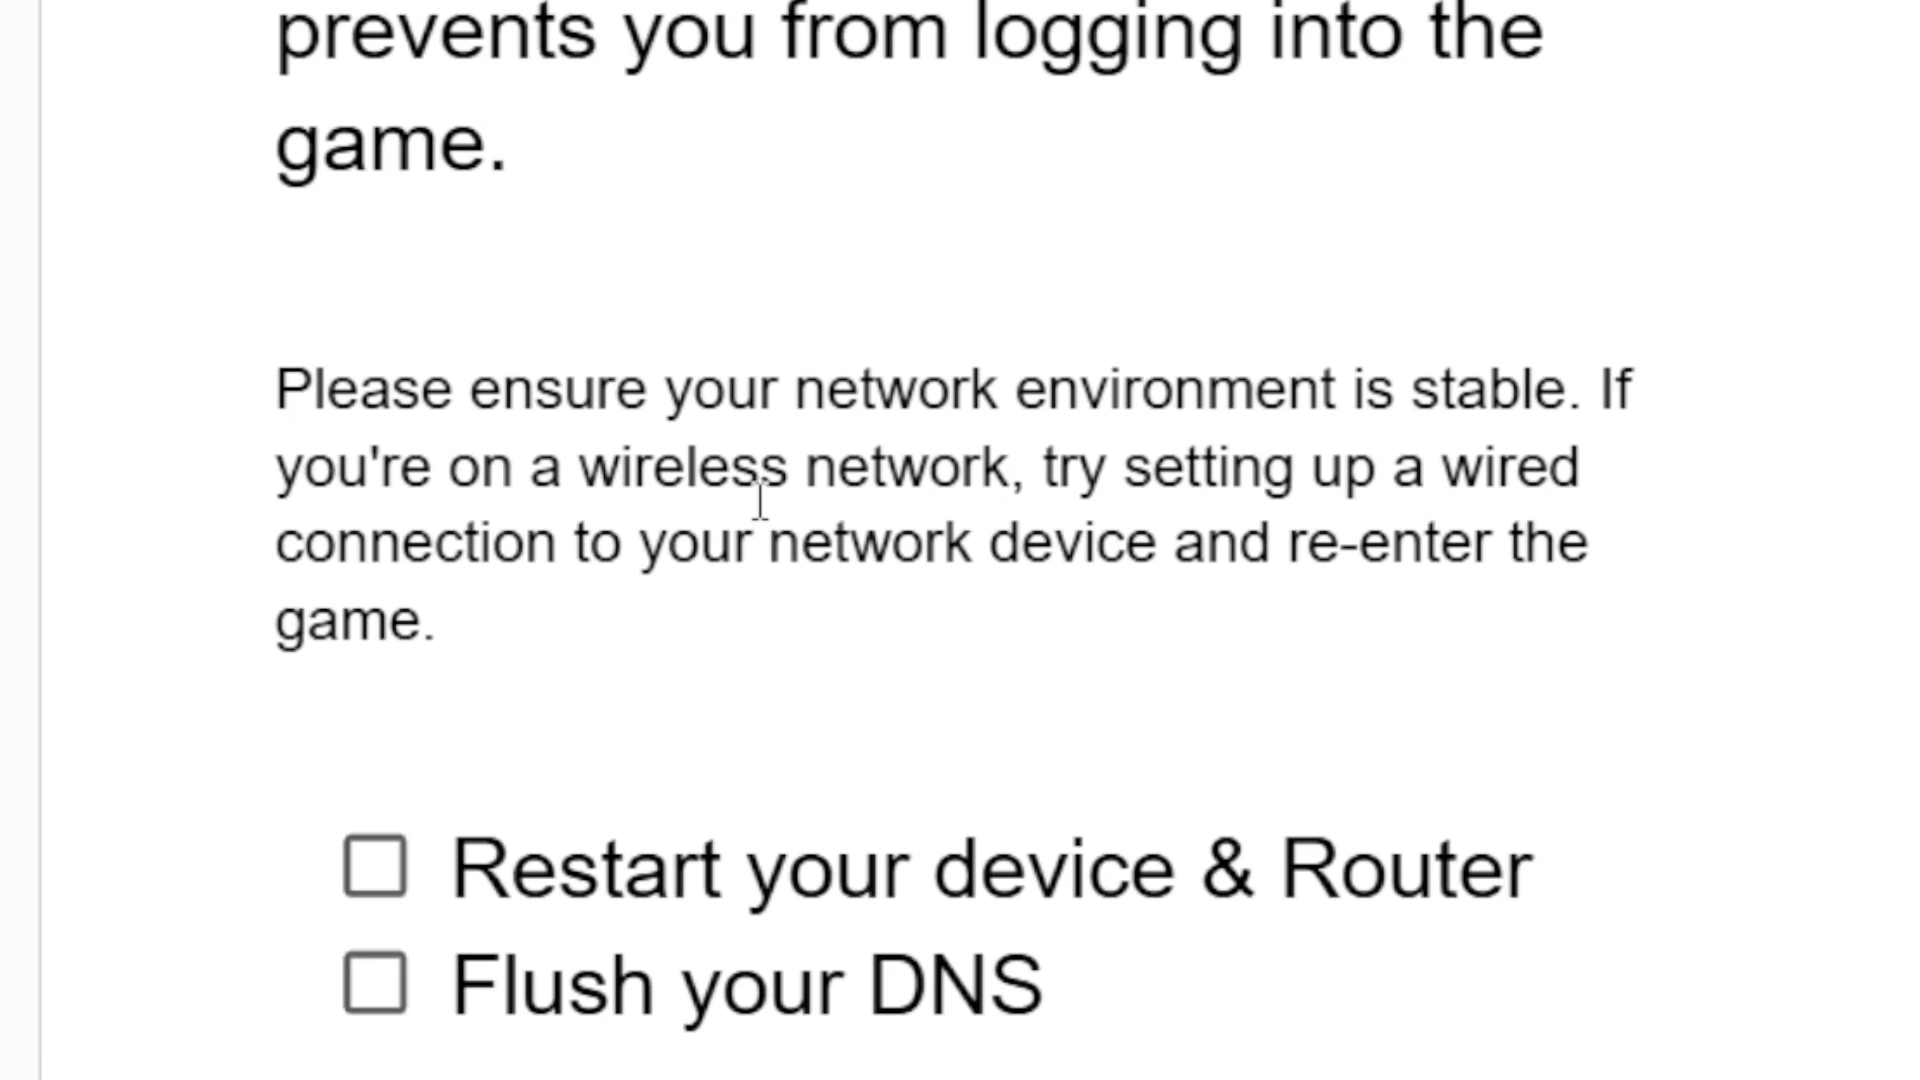 prevents you from logging into the
game.
Please ensure your network environment is stable. If
you're on a wireless network, try setting up a wired
connection to your network device and re-enter the
game.
Restart your device & Router
Flush your DNS